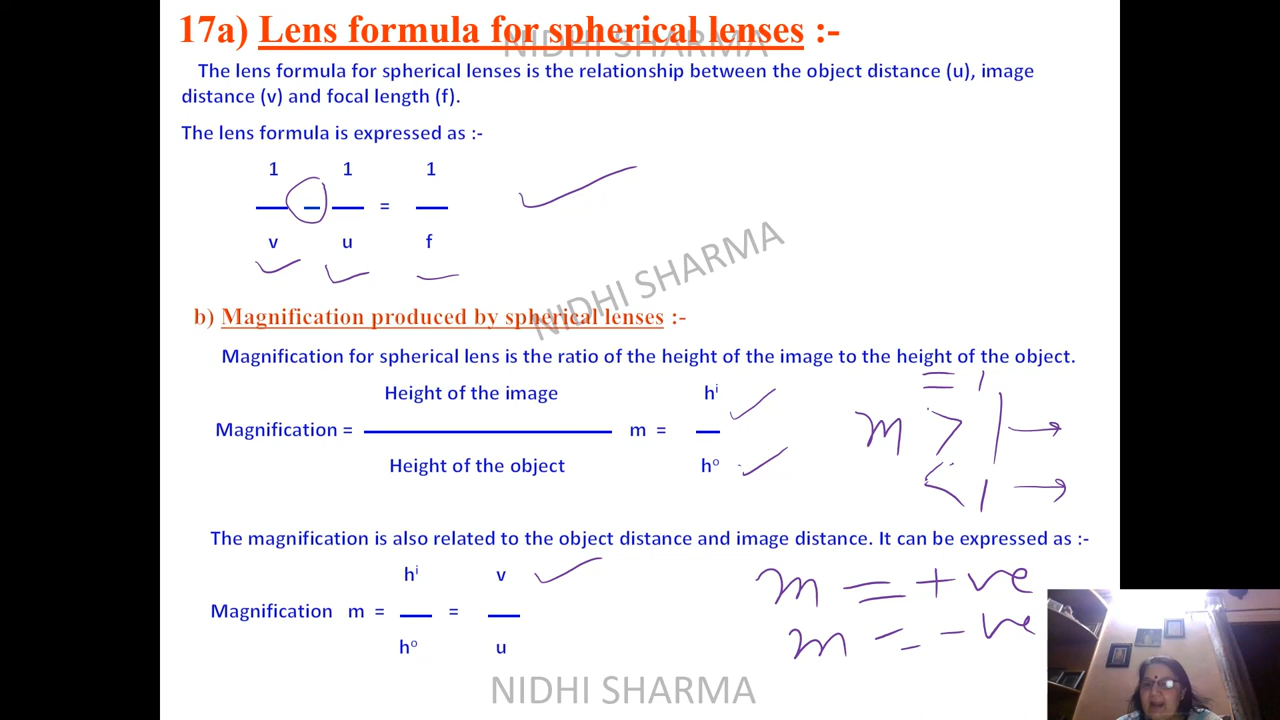 17a) Lens formula for spherical lenses :-
NIDHI SHARMA
The lens formula for spherical lenses is the relationship between the object distance (u), image
distance (v) and focal length (f).
The lens formula is expressed as :-
1 1 1
— – — = —
v u f
NIDHI SHARMA
b) Magnification produced by spherical lenses :-
Magnification for spherical lens is the ratio of the height of the image to the height of the object.
= 1
Height of the image hⁱ
Magnification = m = m > 1 →
Height of the object hᵒ
< 1 →
The magnification is also related to the object distance and image distance. It can be expressed as :-
hⁱ v
m = +ve
Magnification m = =
m = -ve
hᵒ u
NIDHI SHARMA